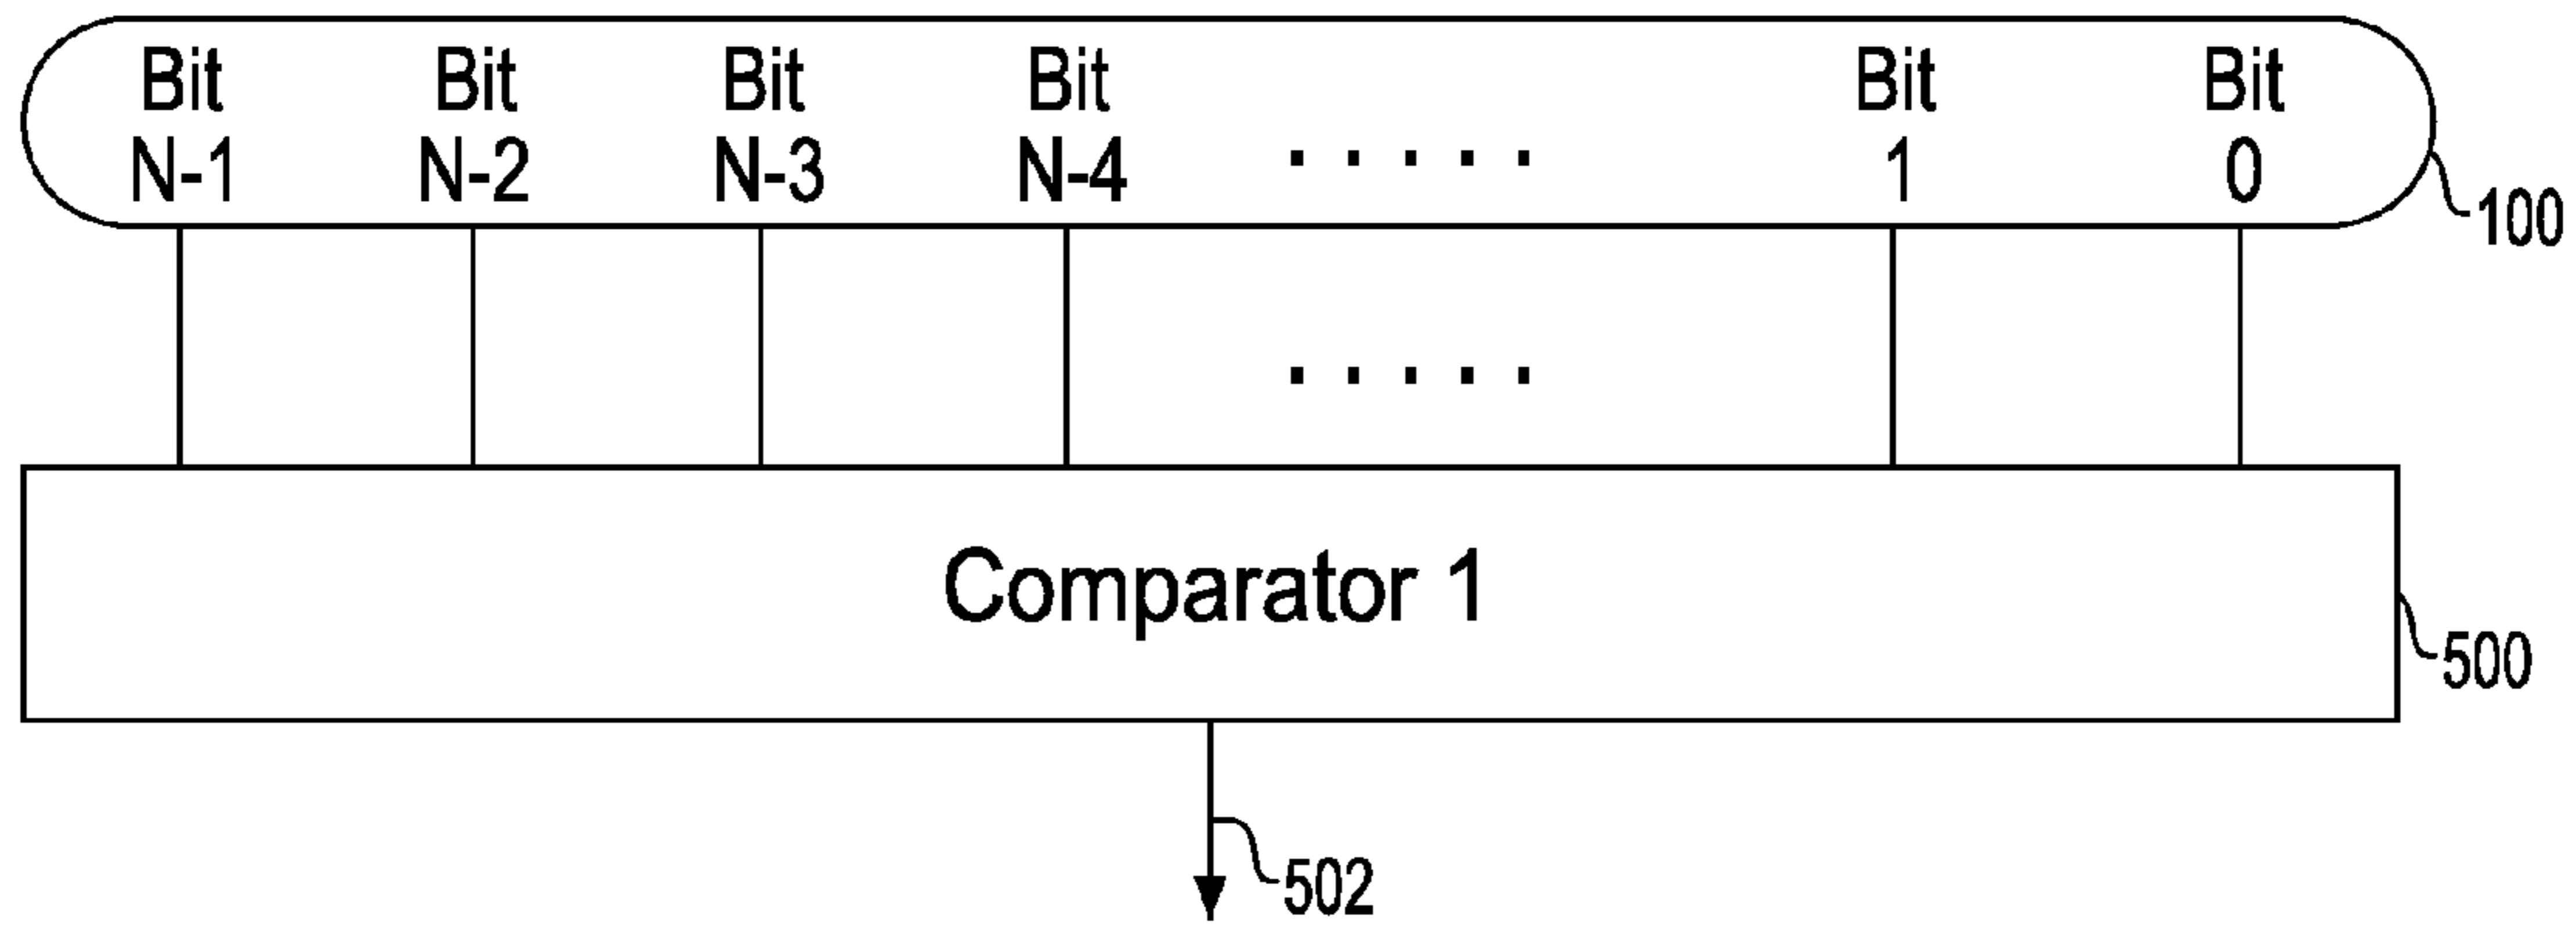 Bit Bit Bit Bit Bit Bit
N-1 N-2 N-3 N-4 ..... 1 0
100
.....
Comparator 1
500
502